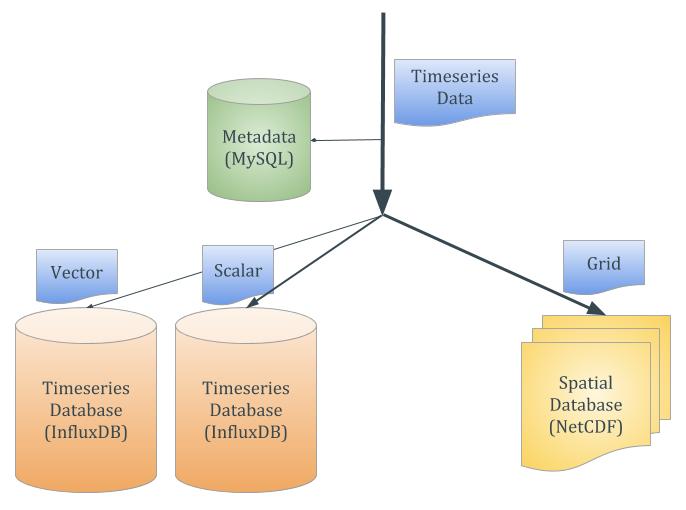 Timeseries
Data
Metadata
(MySQL)
Vector
Scalar
Grid
Timeseries
Database
(InfluxDB)
Timeseries
Database
(InfluxDB)
Spatial
Database
(NetCDF)